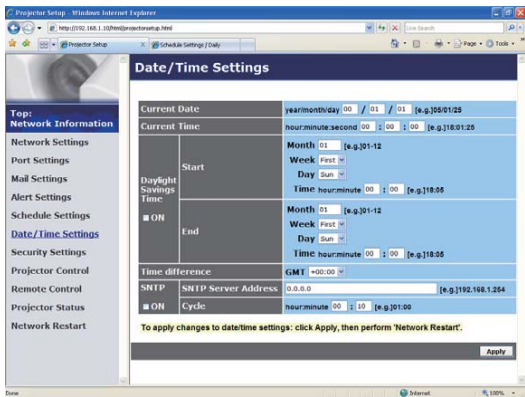 Projector Setup - Windows Internet Explorer
http://192.168.1.10/html/projectorsetup.html
Live Search
Projector Setup
Schedule Settings / Daily
Page
Tools
Date/Time Settings
Top:
Network Information
Network Settings
Port Settings
Mail Settings
Alert Settings
Schedule Settings
Date/Time Settings
Security Settings
Projector Control
Remote Control
Projector Status
Network Restart
Current Date year/month/day 00 / 01 / 01 [e.g.]05/01/25
Current Time hour:minute:second 00 : 00 : 00 [e.g.]18:01:25
Daylight Savings Time
ON
Start
Month 01 [e.g.]01-12
Week First
Day Sun
Time hour:minute 00 : 00 [e.g.]18:05
End
Month 01 [e.g.]01-12
Week First
Day Sun
Time hour:minute 00 : 00 [e.g.]18:05
Time difference GMT +00:00
SNTP
ON
SNTP Server Address 0.0.0.0 [e.g.]192.168.1.254
Cycle hour:minute 00 : 10 [e.g.]01:00
To apply changes to date/time settings: click Apply, then perform 'Network Restart'.
Apply
Done
Internet
100%